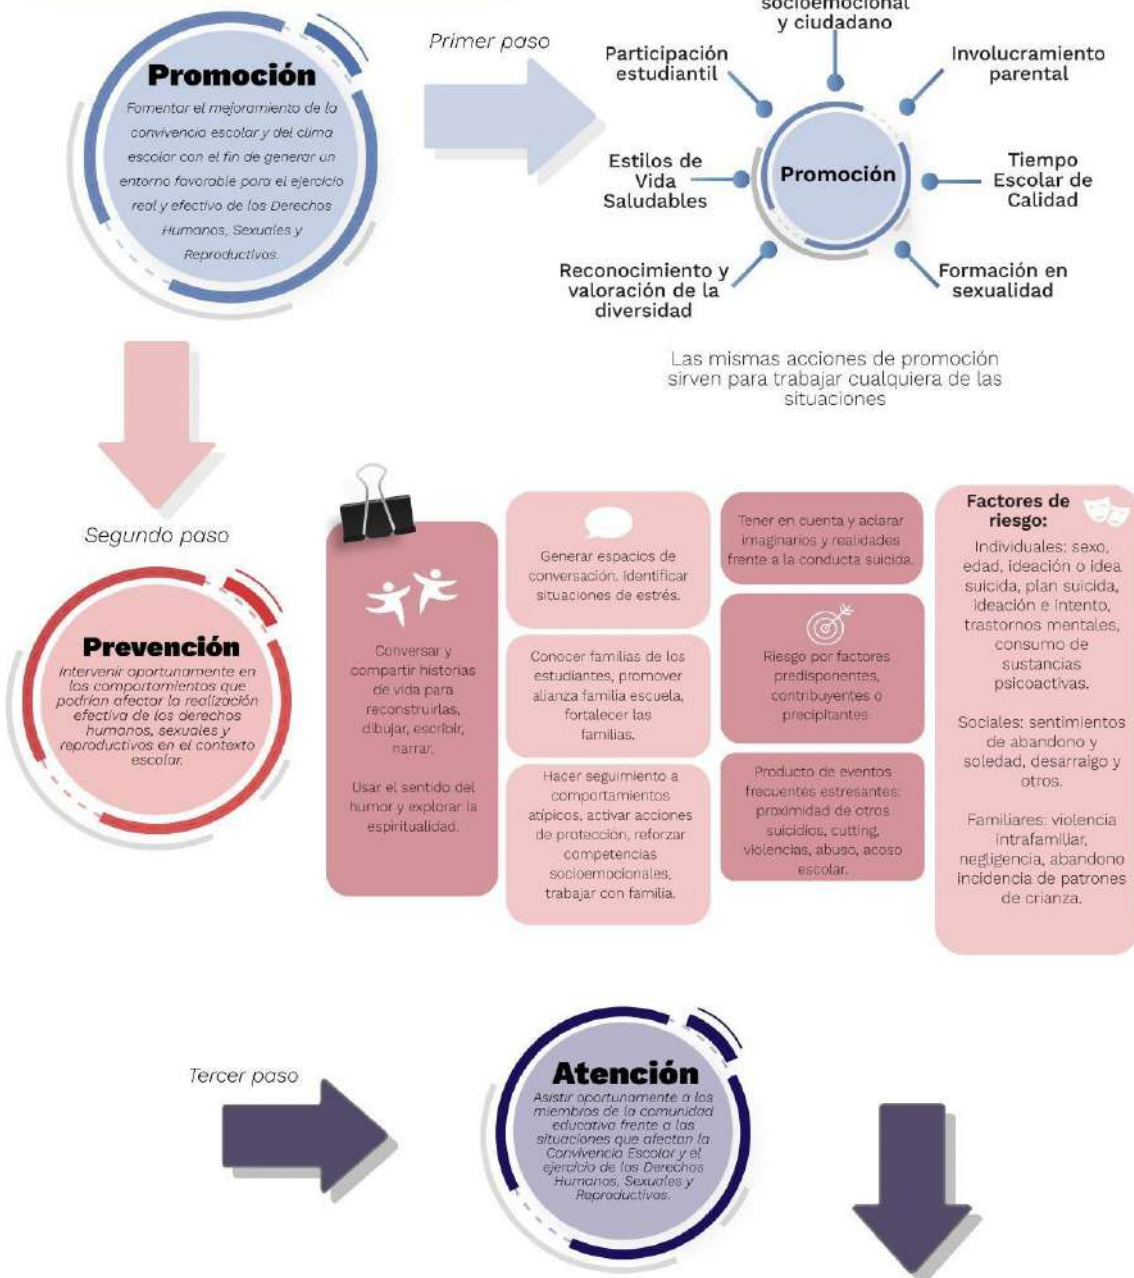 socioemocional
y ciudadano
Primer paso
Participación
estudiantil
Involucramiento
parental
Promoción
Fomentar el mejoramiento de la
convivencia escolar y del clima
escolar con el fin de generar un
entorno favorable para el ejercicio
real y efectivo de los Derechos
Humanos, Sexuales y
Reproductivos.
Estilos de
Vida
Saludables
Promoción
Tiempo
Escolar de
Calidad
Reconocimiento y
valoración de la
diversidad
Formación en
sexualidad
Las mismas acciones de promoción
sirven para trabajar cualquiera de las
situaciones
Segundo paso
Prevención
Intervenir oportunamente en
los comportamientos que
podrían afectar la realización
efectiva de los derechos
humanos, sexuales y
reproductivos en el contexto
escolar.
Conversar y
compartir historias
de vida para
reconstruirlas,
dibujar, escribir,
narrar.
Usar el sentido del
humor y explorar la
espiritualidad.
Generar espacios de
conversación. Identificar
situaciones de estrés.
Conocer familias de los
estudiantes, promover
alianza familia escuela,
fortalecer las
familias.
Hacer seguimiento a
comportamientos
atípicos, activar acciones
de protección, reforzar
competencias
socioemocionales,
trabajar con familia.
Tener en cuenta y aclarar
imaginarios y realidades
frente a la conducta suicida.
Riesgo por factores
predisponentes,
contribuyentes o
precipitantes.
Producto de eventos
frecuentes estresantes:
proximidad de otros
suicidios, cutting,
violencias, abuso, acoso
escolar.
Factores de
riesgo:
Individuales: sexo,
edad, ideación o idea
suicida, plan suicida,
ideación e intento,
trastornos mentales,
consumo de
sustancias
psicoactivas.
Sociales: sentimientos
de abandono y
soledad, desarraigo y
otros.
Familiares: violencia
intrafamiliar,
negligencia, abandono
incidencia de patrones
de crianza.
Tercer paso
Atención
Asistir oportunamente a los
miembros de la comunidad
educativa frente a las
situaciones que afectan la
Convivencia Escolar y el
ejercicio de los Derechos
Humanos, Sexuales y
Reproductivos.